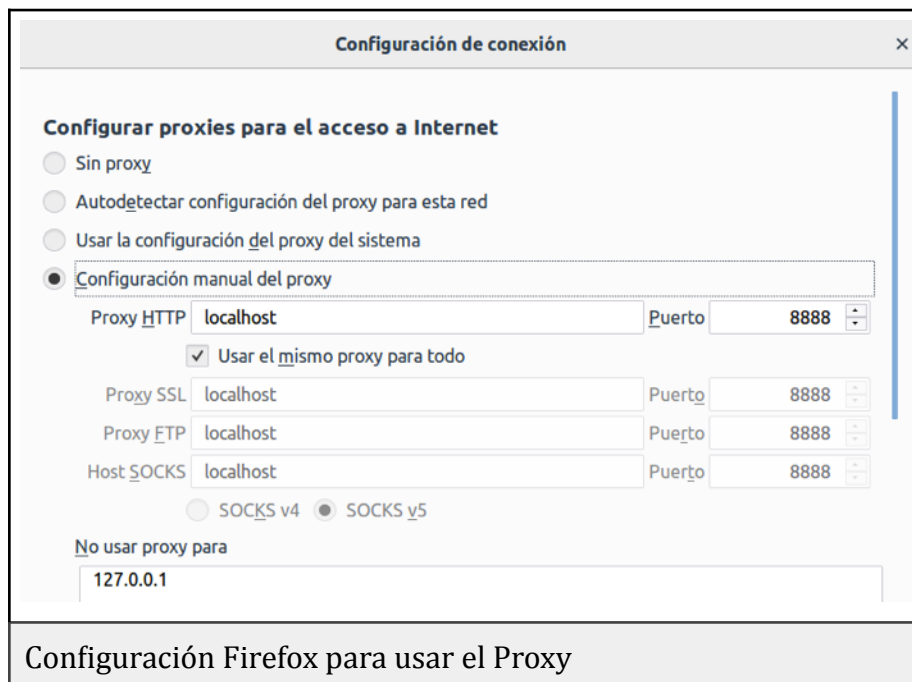 Configuración de conexión ×
Configurar proxies para el acceso a Internet
Sin proxy
Autodetectar configuración del proxy para esta red
Usar la configuración del proxy del sistema
Configuración manual del proxy
Proxy HTTP localhost Puerto 8888
Usar el mismo proxy para todo
Proxy SSL localhost Puerto 8888
Proxy FTP localhost Puerto 8888
Host SOCKS localhost Puerto 8888
SOCKS v4 SOCKS v5
No usar proxy para
127.0.0.1
Configuración Firefox para usar el Proxy